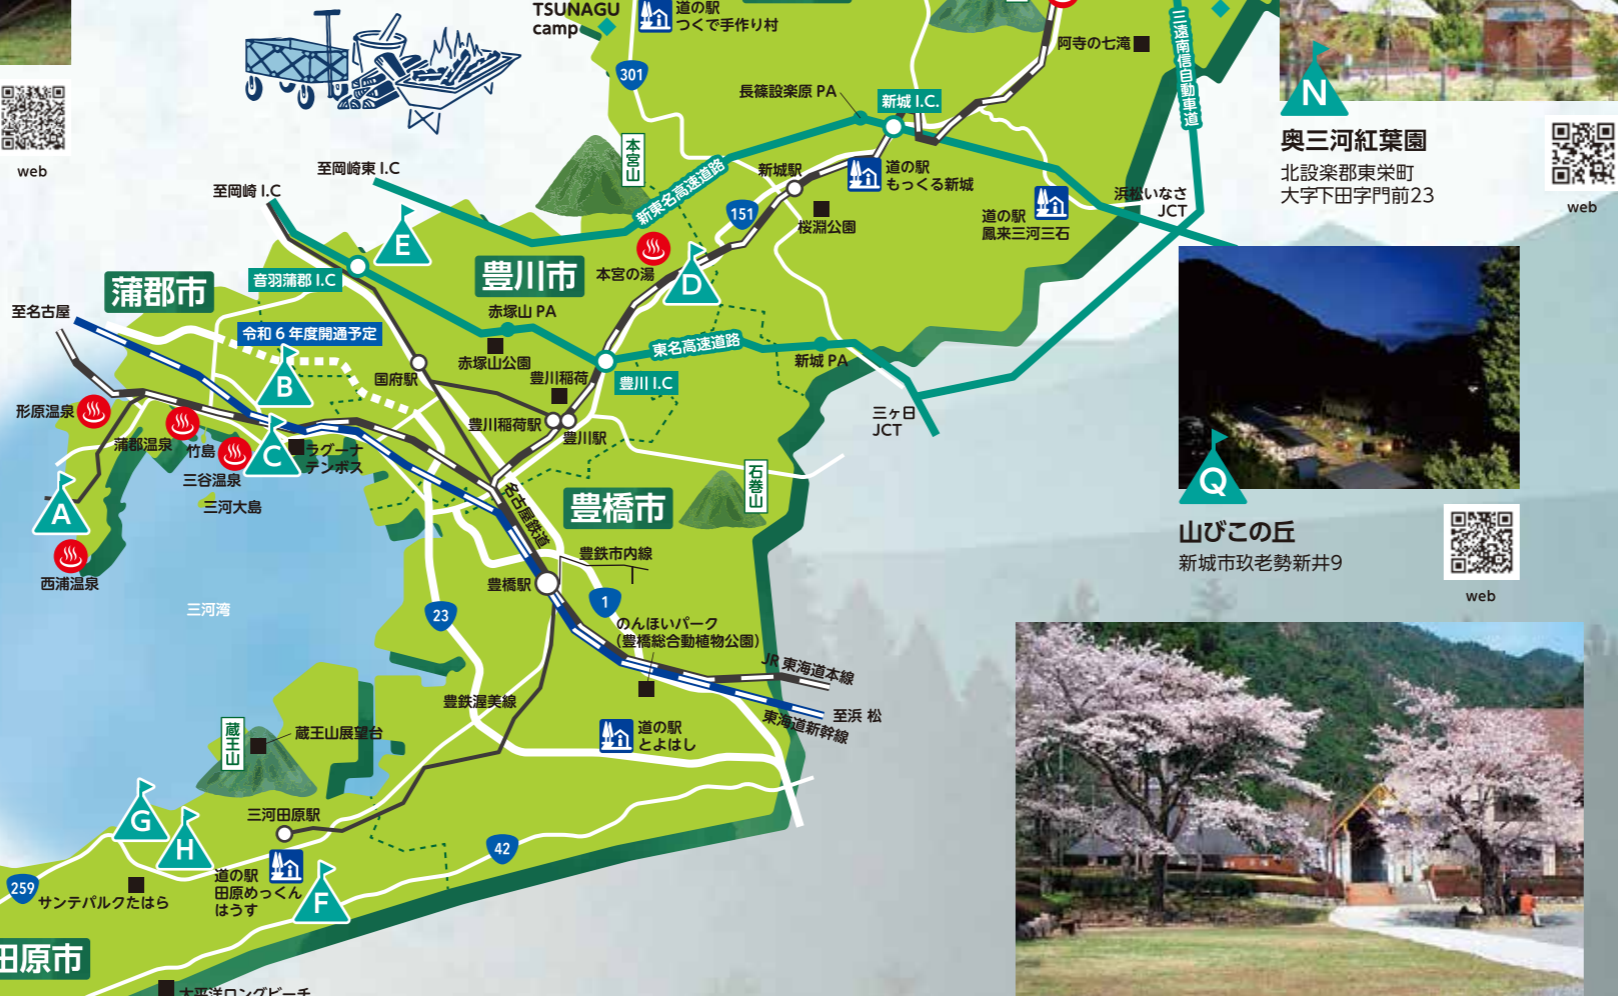 TSUNAGU
camp
道の駅
つくで手作り村
301
阿寺の七滝
三遠南信自動車道
長篠設楽原 PA
新城 I.C.
本宮山
新東名高速道路
新城駅
道の駅
もっくる新城
151
桜淵公園
道の駅
鳳来三河三石
浜松いなさ
JCT
至岡崎東 I.C
至岡崎 I.C
E
音羽蒲郡 I.C
豊川市
本宮の湯
D
赤塚山 PA
赤塚山公園
東名高速道路
新城 PA
豊川 I.C
三ヶ日
JCT
蒲郡市
至名古屋
令和 6 年度開通予定
B
国府駅
豊川稲荷
豊川稲荷駅
豊川駅
形原温泉
蒲郡温泉
竹島
三谷温泉
C
ラグーナ
テンボス
三河大島
A
西浦温泉
三河湾
石巻山
豊橋市
名古屋鉄道
豊鉄市内線
豊橋駅
23
1
のんほいパーク
(豊橋総合動植物公園)
JR 東海道本線
東海道新幹線
至浜 松
豊鉄渥美線
道の駅
とよはし
蔵王山
蔵王山展望台
三河田原駅
G
H
道の駅
田原めっくん
はうす
F
42
259
サンテパルクたはら
田原市
太平洋ロングビーチ
web
N
奥三河紅葉園
北設楽郡東栄町
大字下田字門前23
web
Q
山びこの丘
新城市玖老勢新井9
web